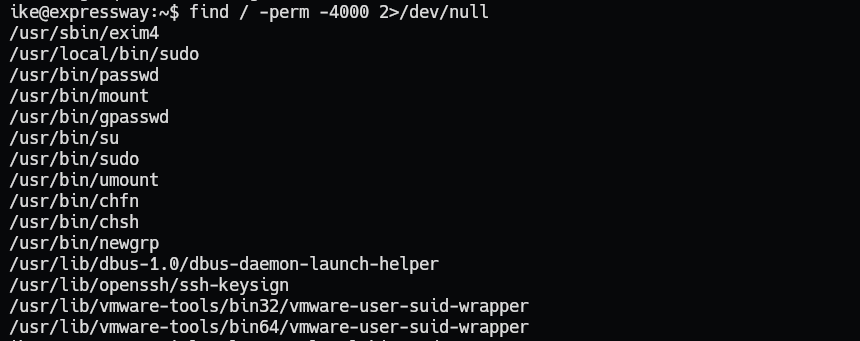 ike@expressway:~$ find / -perm -4000 2>/dev/null
/usr/sbin/exim4
/usr/local/bin/sudo
/usr/bin/passwd
/usr/bin/mount
/usr/bin/gpasswd
/usr/bin/su
/usr/bin/sudo
/usr/bin/umount
/usr/bin/chfn
/usr/bin/chsh
/usr/bin/newgrp
/usr/lib/dbus-1.0/dbus-daemon-launch-helper
/usr/lib/openssh/ssh-keysign
/usr/lib/vmware-tools/bin32/vmware-user-suid-wrapper
/usr/lib/vmware-tools/bin64/vmware-user-suid-wrapper